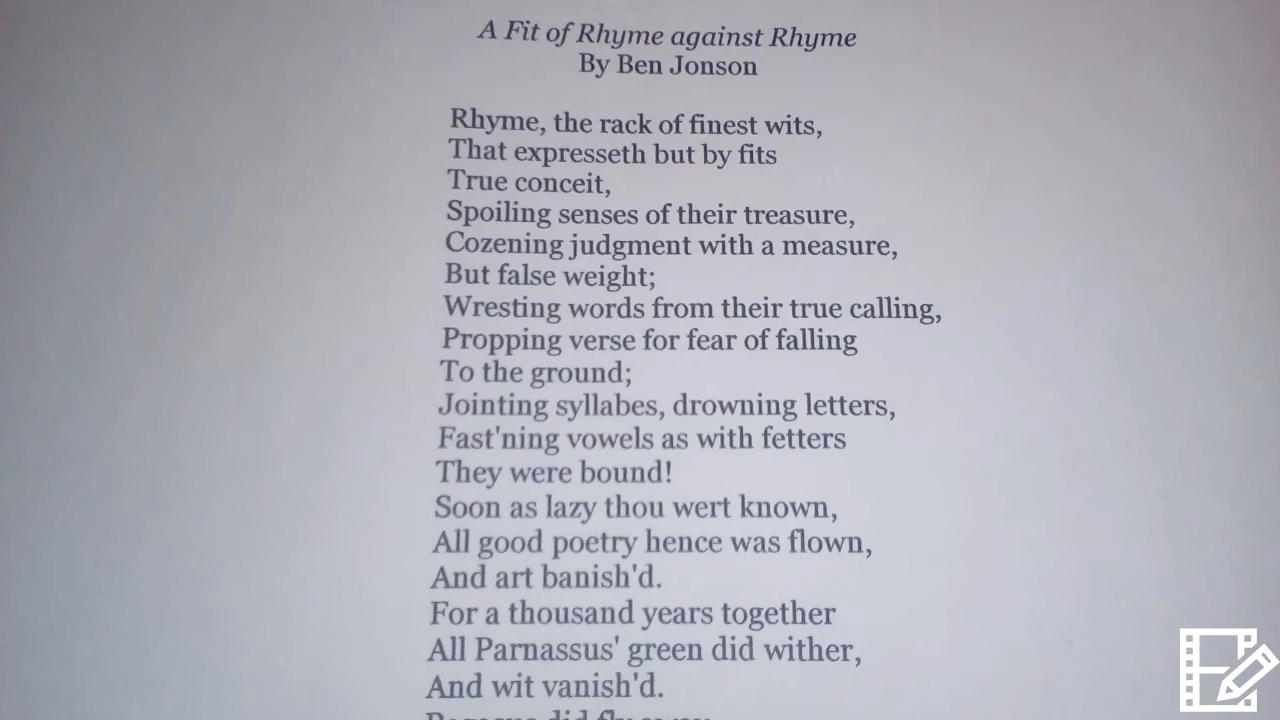 A Fit of Rhyme against Rhyme
By Ben Jonson
Rhyme, the rack of finest wits,
That expresseth but by fits
True conceit,
Spoiling senses of their treasure,
Cozening judgment with a measure,
But false weight;
Wresting words from their true calling,
Propping verse for fear of falling
To the ground;
Jointing syllabes, drowning letters,
Fast'ning vowels as with fetters
They were bound!
Soon as lazy thou wert known,
All good poetry hence was flown,
And art banish'd.
For a thousand years together
All Parnassus' green did wither,
And wit vanish'd.